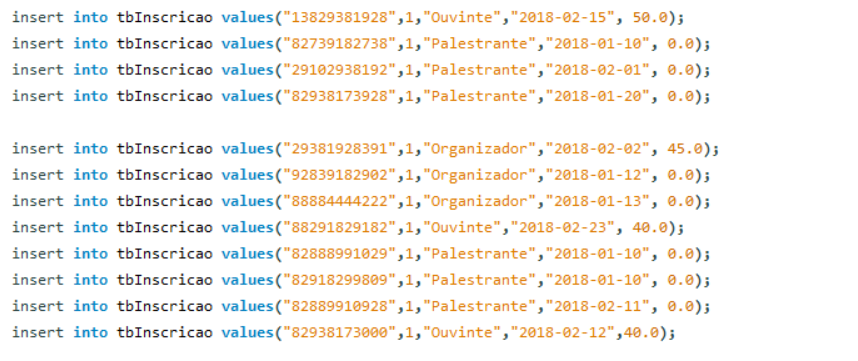 insert into tbInscricao values("13829381928",1,"Ouvinte","2018-02-15", 50.0);
insert into tbInscricao values("82739182738",1,"Palestrante","2018-01-10", 0.0);
insert into tbInscricao values("29102938192",1,"Palestrante","2018-02-01", 0.0);
insert into tbInscricao values("82938173928",1,"Palestrante","2018-01-20", 0.0);
insert into tbInscricao values("29381928391",1,"Organizador","2018-02-02", 45.0);
insert into tbInscricao values("92839182902",1,"Organizador","2018-01-12", 0.0);
insert into tbInscricao values("88884444222",1,"Organizador","2018-01-13", 0.0);
insert into tbInscricao values("88291829182",1,"Ouvinte","2018-02-23", 40.0);
insert into tbInscricao values("82888991029",1,"Palestrante","2018-01-10", 0.0);
insert into tbInscricao values("82918299809",1,"Palestrante","2018-01-10", 0.0);
insert into tbInscricao values("82889910928",1,"Palestrante","2018-02-11", 0.0);
insert into tbInscricao values("82938173000",1,"Ouvinte","2018-02-12",40.0);